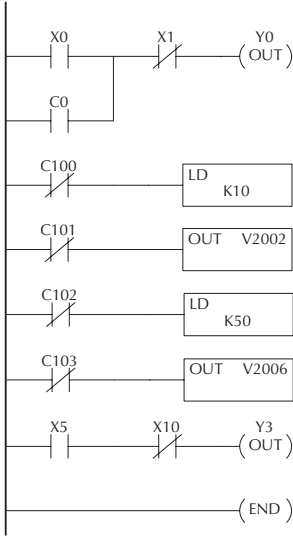 X0 X1 Y0
OUT
C0
C100
LD
K10
C101
OUT V2002
C102
LD
K50
C103
OUT V2006
X5 X10 Y3
OUT
END